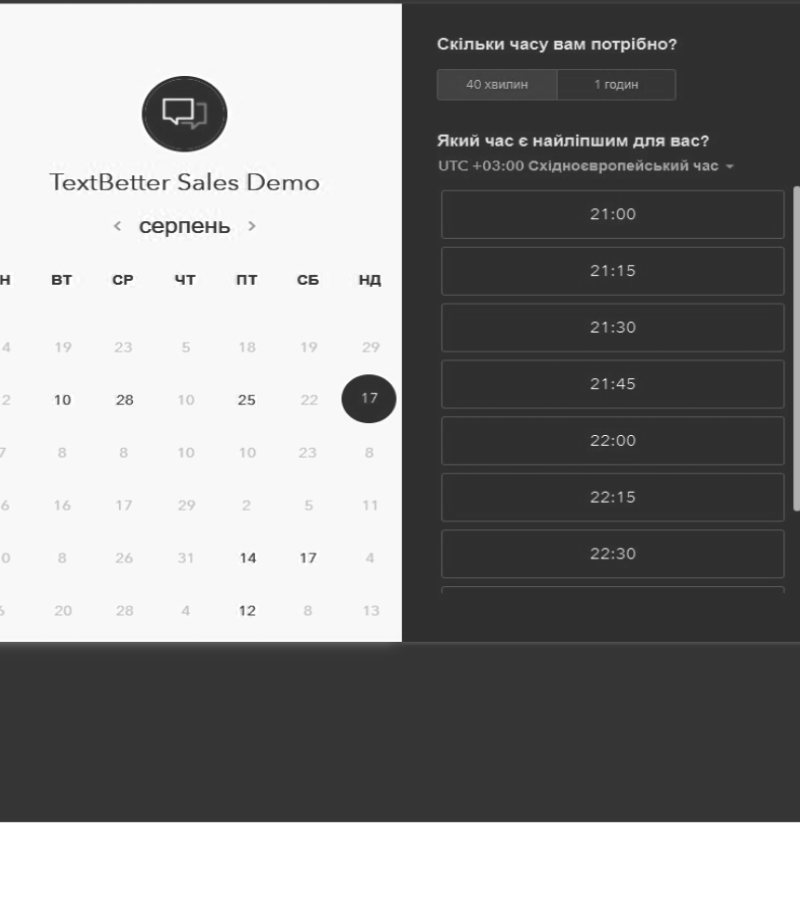 TextBetter Sales Demo
< серпень >
Н ВТ СР ЧТ ПТ СБ НД
4 19 23 5 18 19 29
2 10 28 10 25 22 17
7 8 8 10 10 23 8
6 16 17 29 2 5 11
0 8 26 31 14 17 4
20 28 4 12 8 13
Скільки часу вам потрібно?
40 хвилин 1 годин
Який час є найліпшим для вас?
UTC +03:00 Східноєвропейський час
21:00
21:15
21:30
21:45
22:00
22:15
22:30